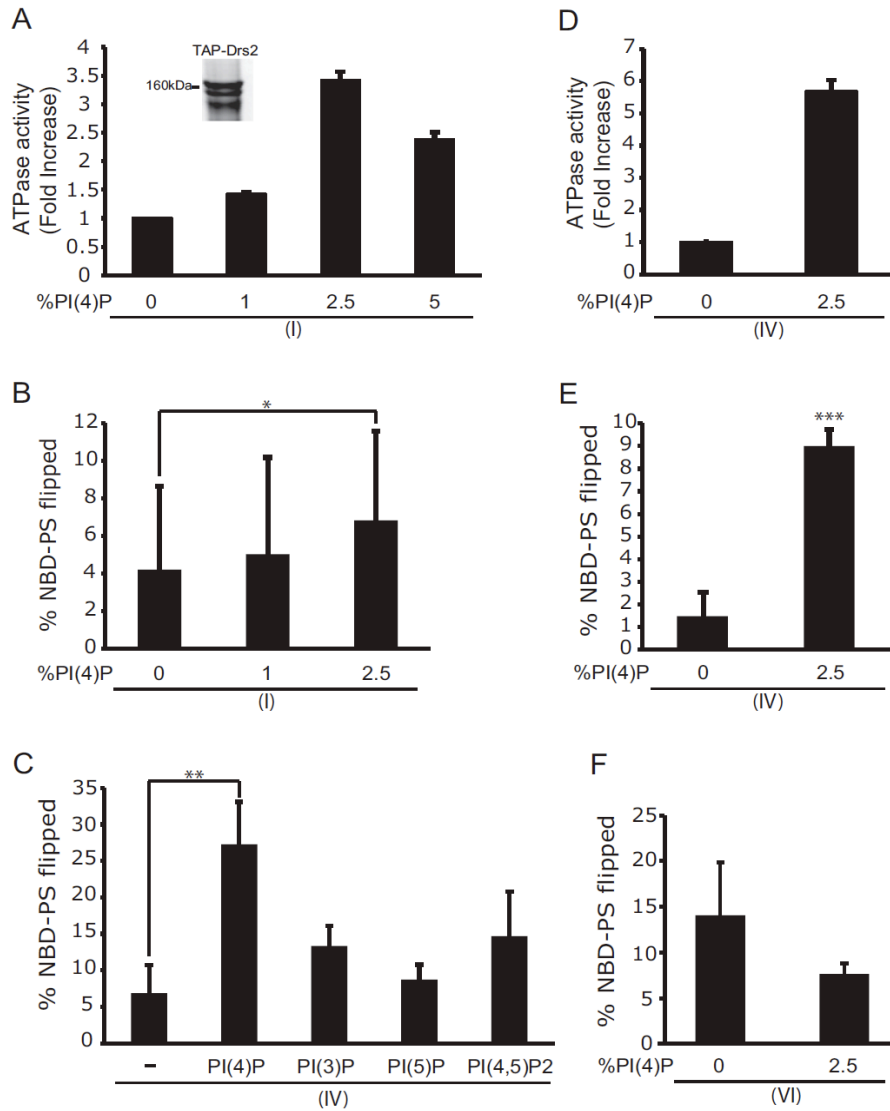 A
ATPase activity
(Fold Increase)
4
3.5
3
2.5
2
1.5
1
0.5
0
TAP-Drs2
160kDa
%PI(4)P 0 1 2.5 5
(I)
D
ATPase activity
(Fold Increase)
7
6
5
4
3
2
1
0
%PI(4)P 0 2.5
(IV)
B
% NBD-PS flipped
12
10
8
6
4
2
0
*
%PI(4)P 0 1 2.5
(I)
E
% NBD-PS flipped
10
9
8
7
6
5
4
3
2
1
0
***
%PI(4)P 0 2.5
(IV)
C
% NBD-PS flipped
35
30
25
20
15
10
5
0
**
– PI(4)P PI(3)P PI(5)P PI(4,5)P2
(IV)
F
% NBD-PS flipped
25
20
15
10
5
0
%PI(4)P 0 2.5
(VI)